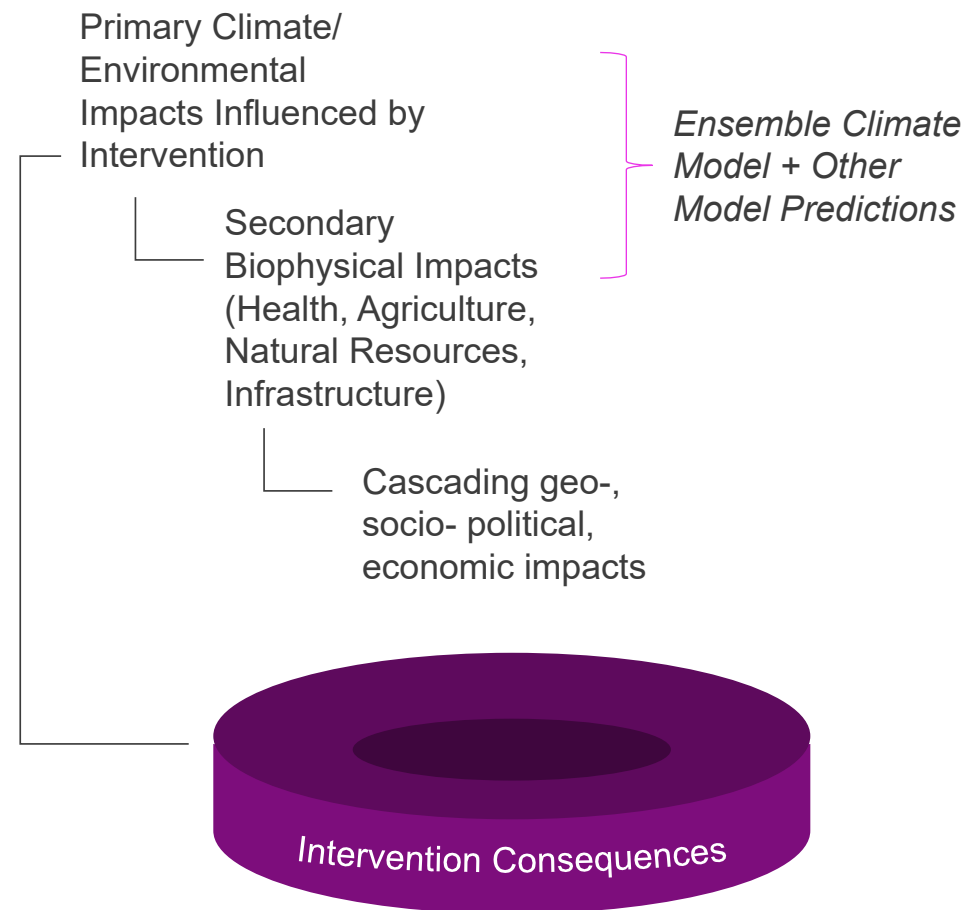 Primary Climate/
Environmental
Impacts Influenced by
Intervention
Ensemble Climate
Model + Other
Model Predictions
Secondary
Biophysical Impacts
(Health, Agriculture,
Natural Resources,
Infrastructure)
Cascading geo-,
socio- political,
economic impacts
Intervention Consequences